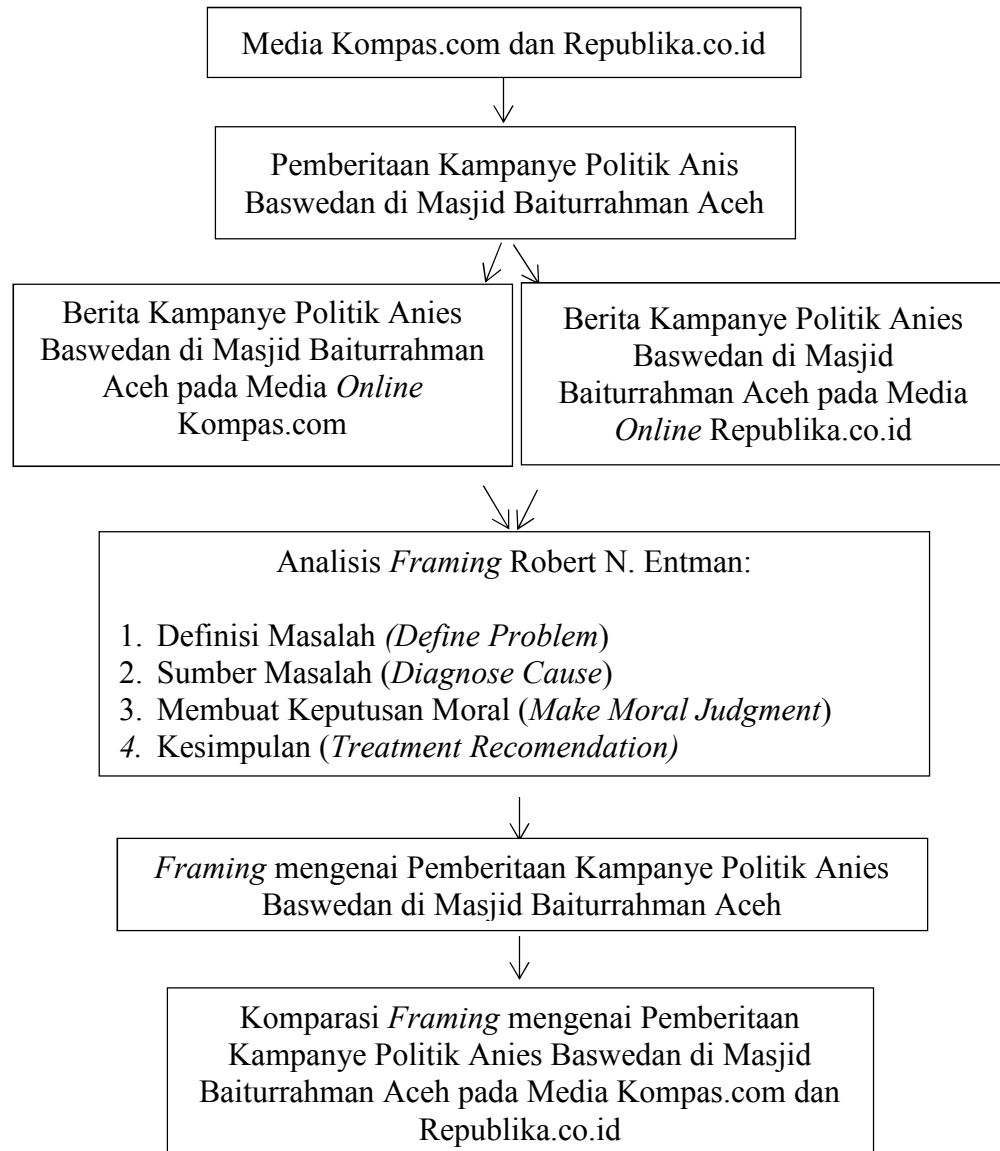 Media Kompas.com dan Republika.co.id
Pemberitaan Kampanye Politik Anis
Baswedan di Masjid Baiturrahman Aceh
Berita Kampanye Politik Anies
Baswedan di Masjid Baiturrahman
Aceh pada Media Online
Kompas.com
Berita Kampanye Politik Anies
Baswedan di Masjid
Baiturrahman Aceh pada Media
Online Republika.co.id
Analisis Framing Robert N. Entman:
1. Definisi Masalah (Define Problem)
2. Sumber Masalah (Diagnose Cause)
3. Membuat Keputusan Moral (Make Moral Judgment)
4. Kesimpulan (Treatment Recomendation)
Framing mengenai Pemberitaan Kampanye Politik Anies
Baswedan di Masjid Baiturrahman Aceh
Komparasi Framing mengenai Pemberitaan
Kampanye Politik Anies Baswedan di Masjid
Baiturrahman Aceh pada Media Kompas.com dan
Republika.co.id